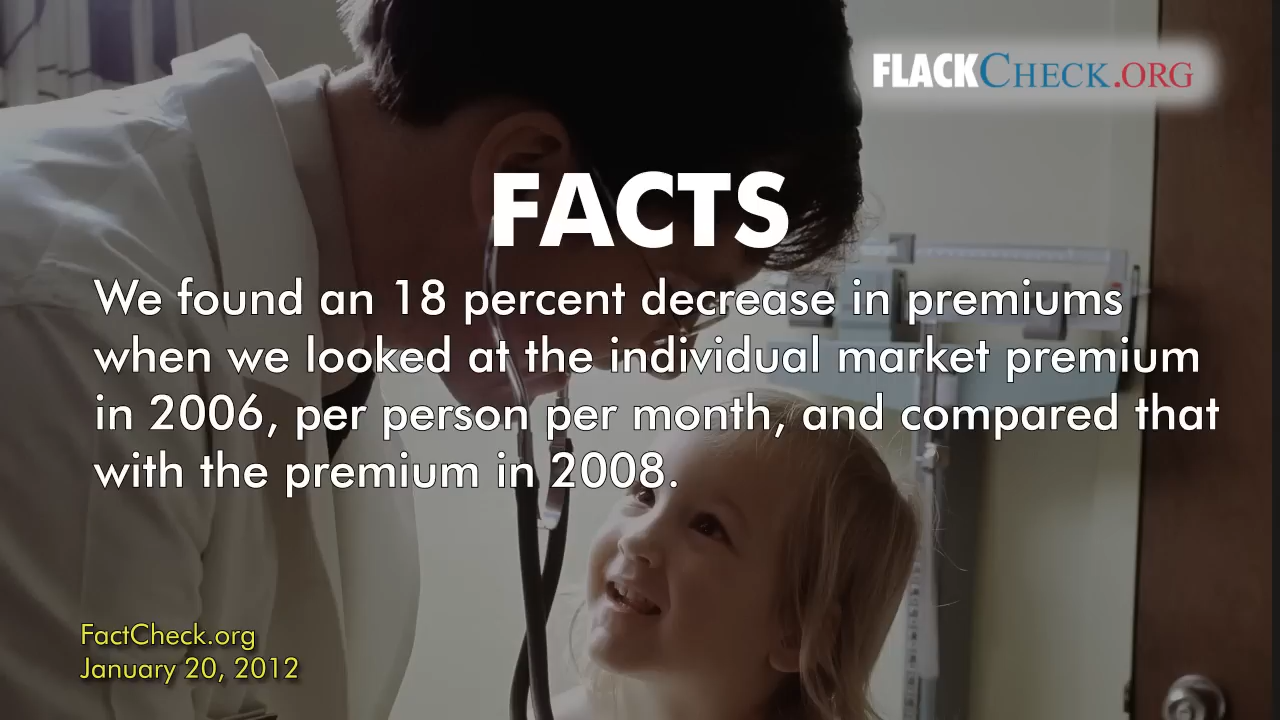 FLACKCHECK.ORG
FACTS
We found an 18 percent decrease in premiums
when we looked at the individual market premium
in 2006, per person per month, and compared that
with the premium in 2008.
FactCheck.org
January 20, 2012